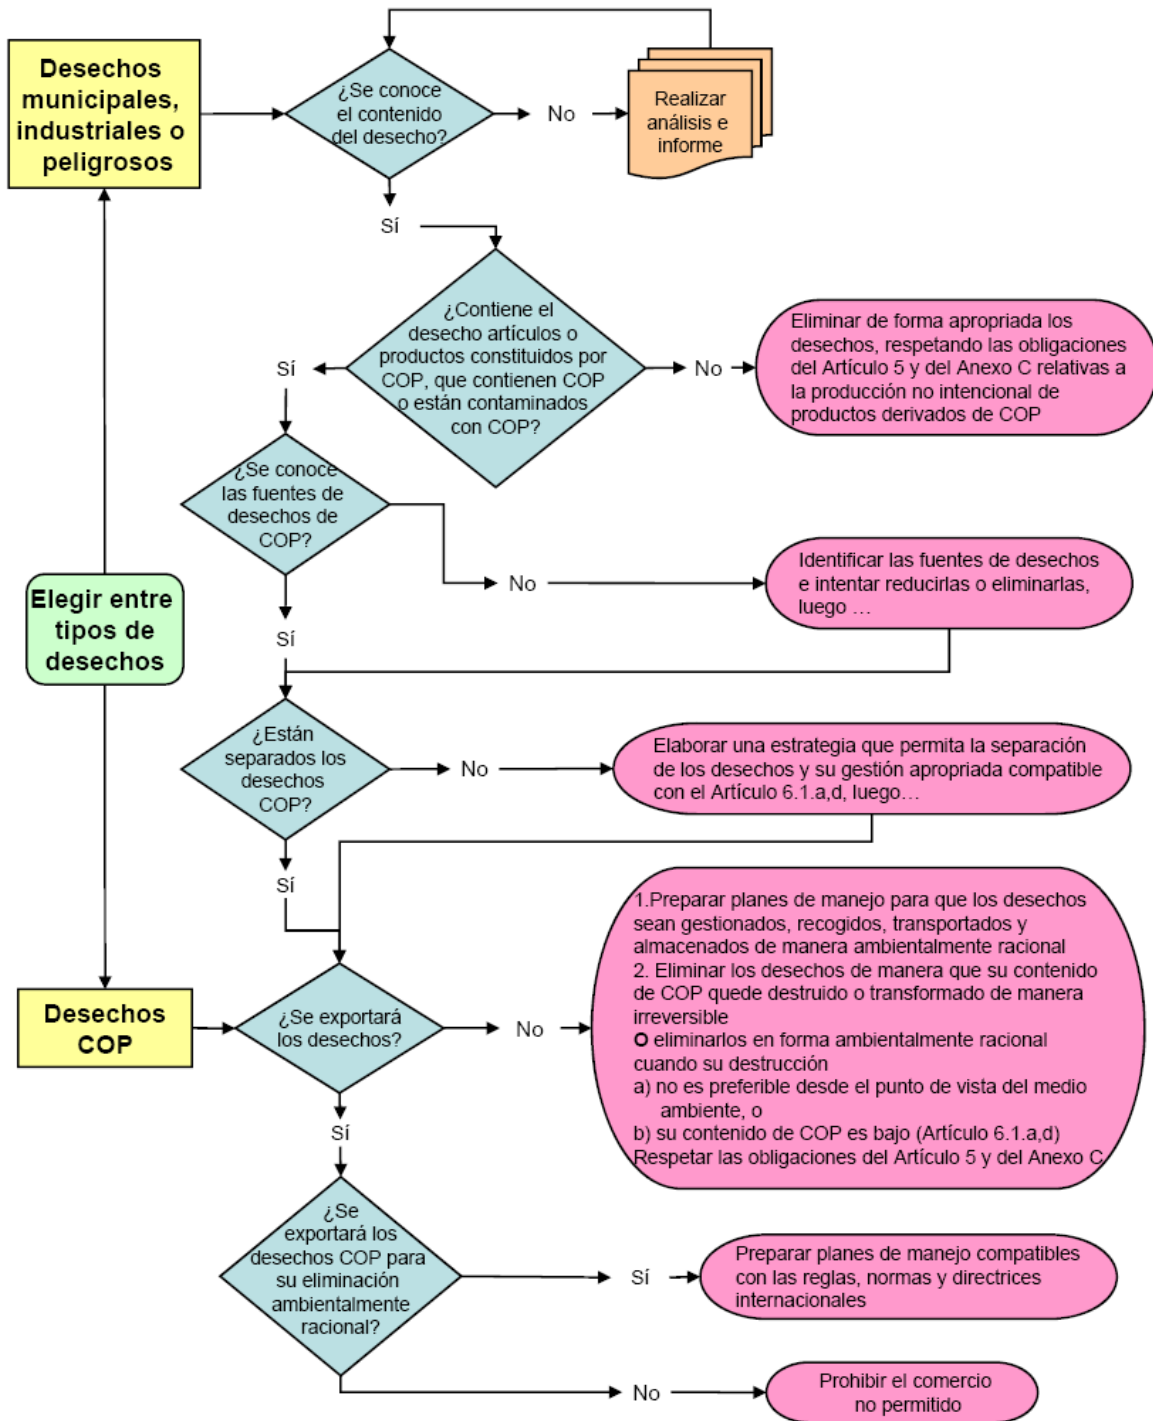 Desechos
municipales,
industriales o
peligrosos
¿Se conoce
el contenido
del desecho?
No
Realizar
análisis e
informe
Sí
¿Contiene el
desecho artículos o
productos constituidos por
COP, que contienen COP
o están contaminados
con COP?
Sí
No
Eliminar de forma apropiada los
desechos, respetando las obligaciones
del Artículo 5 y del Anexo C relativas a
la producción no intencional de
productos derivados de COP
¿Se conoce
las fuentes de
desechos de
COP?
No
Identificar las fuentes de desechos
e intentar reducirlas o eliminarlas,
luego ...
Elegir entre
tipos de
desechos
Sí
¿Están
separados los
desechos
COP?
No
Elaborar una estrategia que permita la separación
de los desechos y su gestión apropiada compatible
con el Artículo 6.1.a,d, luego...
Sí
Desechos
COP
¿Se exportará
los desechos?
No
1.Preparar planes de manejo para que los desechos
sean gestionados, recogidos, transportados y
almacenados de manera ambientalmente racional
2. Eliminar los desechos de manera que su contenido
de COP quede destruido o transformado de manera
irreversible
O eliminarlos en forma ambientalmente racional
cuando su destrucción
a) no es preferible desde el punto de vista del medio
ambiente, o
b) su contenido de COP es bajo (Artículo 6.1.a,d)
Respetar las obligaciones del Artículo 5 y del Anexo C
Sí
¿Se
exportará los
desechos COP para
su eliminación
ambientalmente
racional?
Sí
Preparar planes de manejo compatibles
con las reglas, normas y directrices
internacionales
No
Prohibir el comercio
no permitido